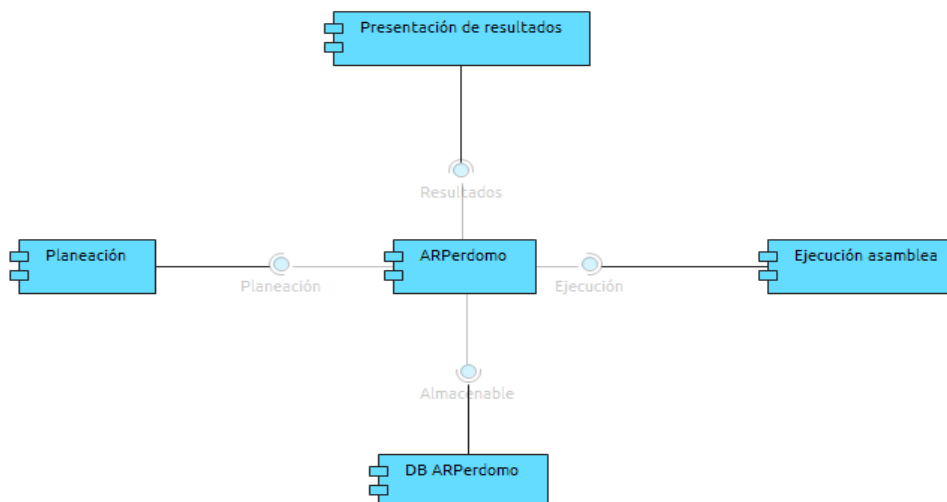 Presentación de resultados
Resultados
Planeación
ARPerdomo
Ejecución asamblea
Planeación
Ejecución
Almacenable
DB ARPerdomo